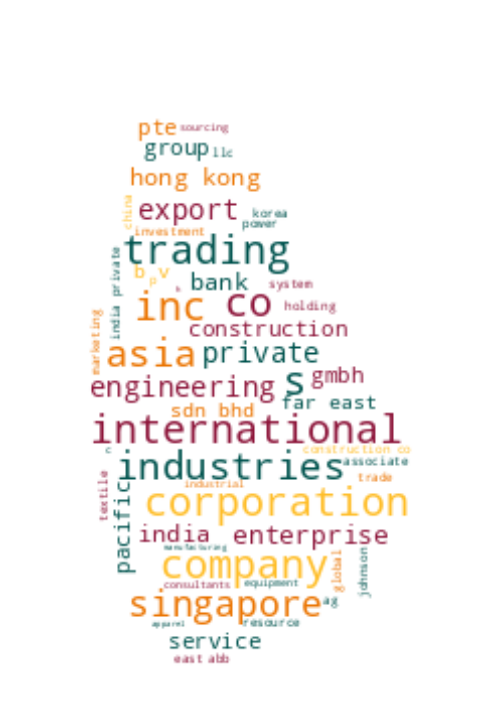 pte sourcing
group llc
hong kong
china
export korea
power
investment
trading
india private
b v
p
bank system
s
inc co holding
construction
marketing
asia private
engineering s gmbh
sdn bhd far east
international
c construction co
industries associate
textile industrial trade
pacific corporation
india enterprise
manufacturing
company global johnson
consultants equipment
singapore ag
apparel resource
service
east abb